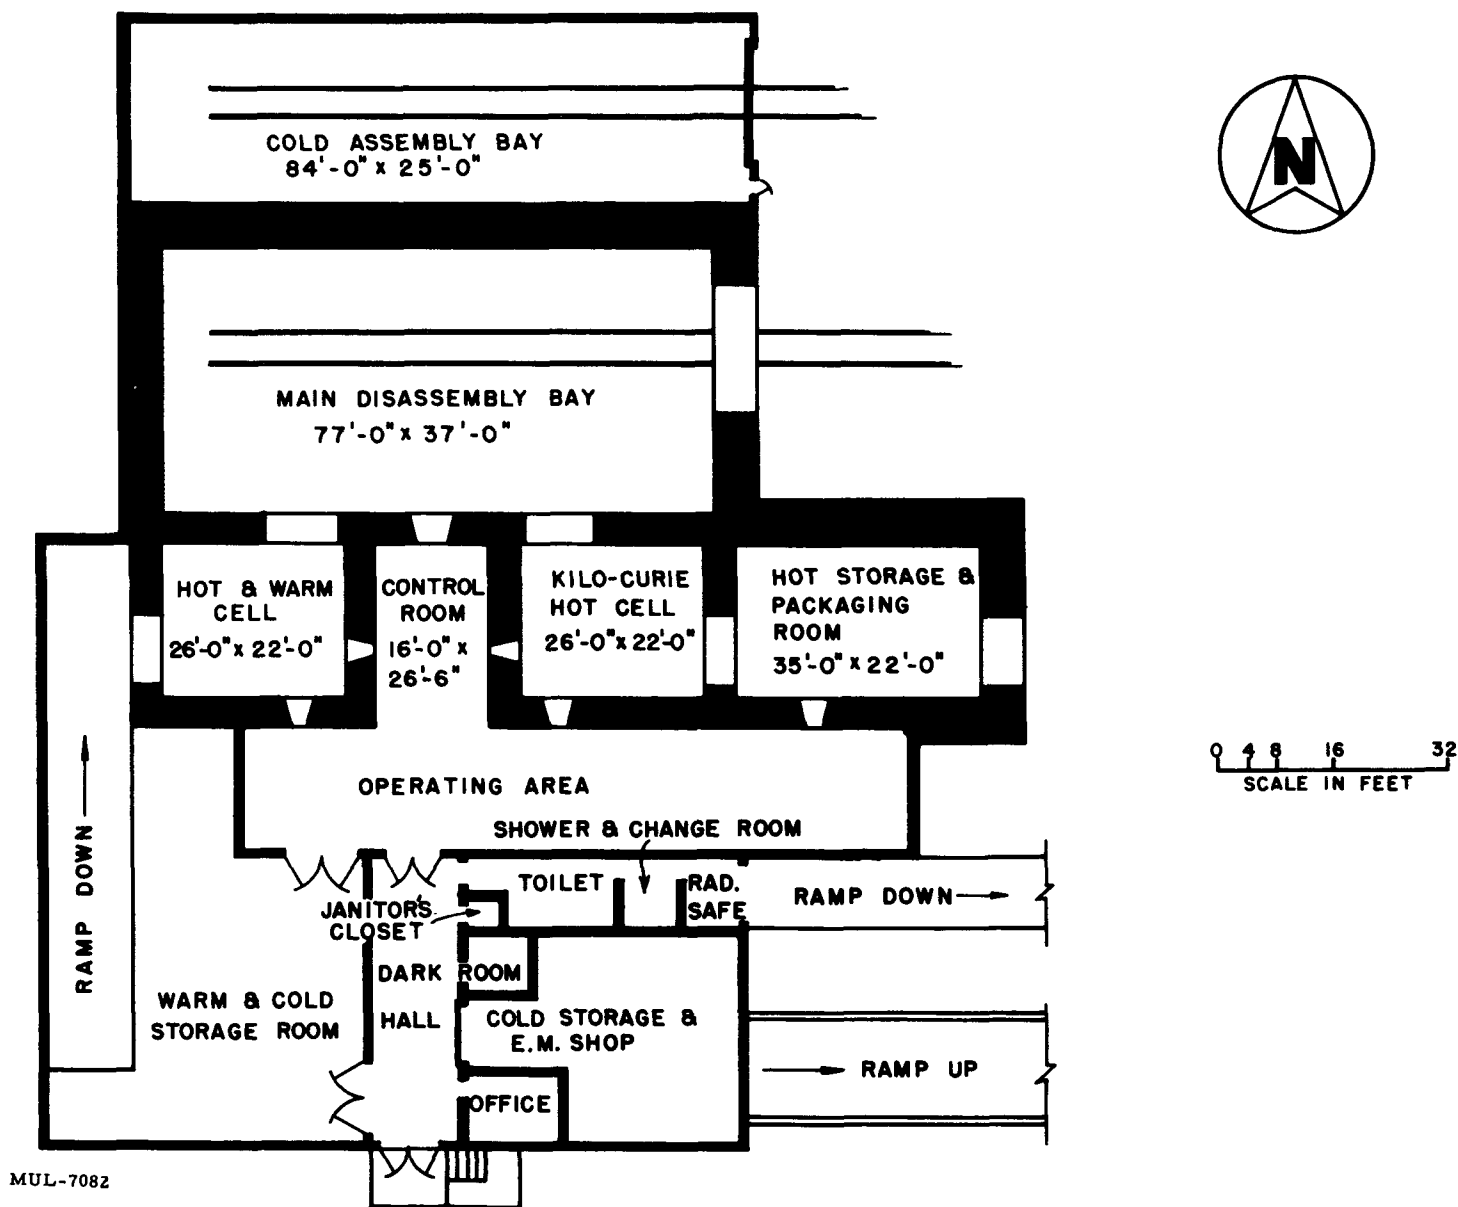 COLD ASSEMBLY BAY
84'-0" x 25'-0"
N
MAIN DISASSEMBLY BAY
77'-0" x 37'-0"
HOT & WARM
CELL
26'-0" x 22'-0"
CONTROL
ROOM
16'-0" x
26'-6"
KILO-CURIE
HOT CELL
26'-0" x 22'-0"
HOT STORAGE &
PACKAGING
ROOM
35'-0" x 22'-0"
0 4 8 16 32
SCALE IN FEET
RAMP DOWN
OPERATING AREA
SHOWER & CHANGE ROOM
TOILET
RAD.
SAFE
RAMP DOWN
JANITOR'S
CLOSET
DARK ROOM
WARM & COLD
STORAGE ROOM
HALL
COLD STORAGE &
E.M. SHOP
RAMP UP
OFFICE
MUL-7082